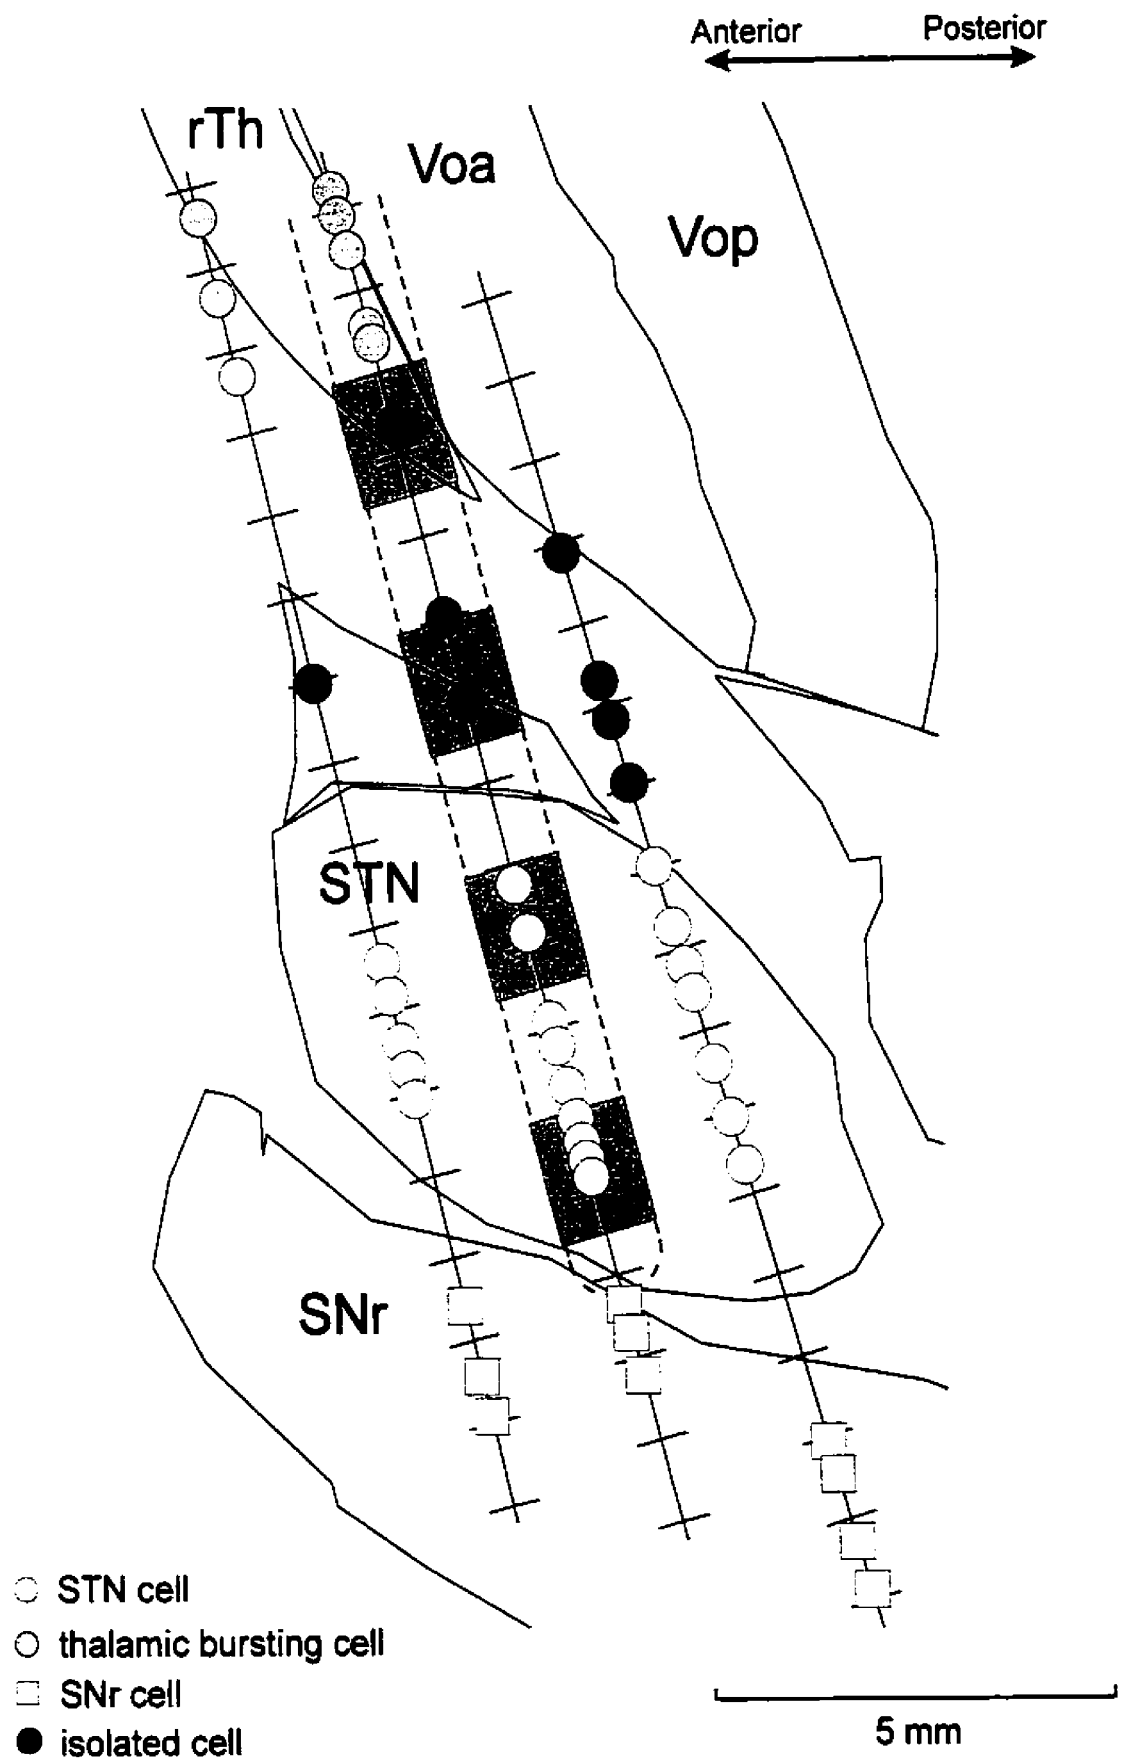 Anterior Posterior
rTh
Voa
Vop
STN
SNr
STN cell
thalamic bursting cell
SNr cell
isolated cell
5 mm